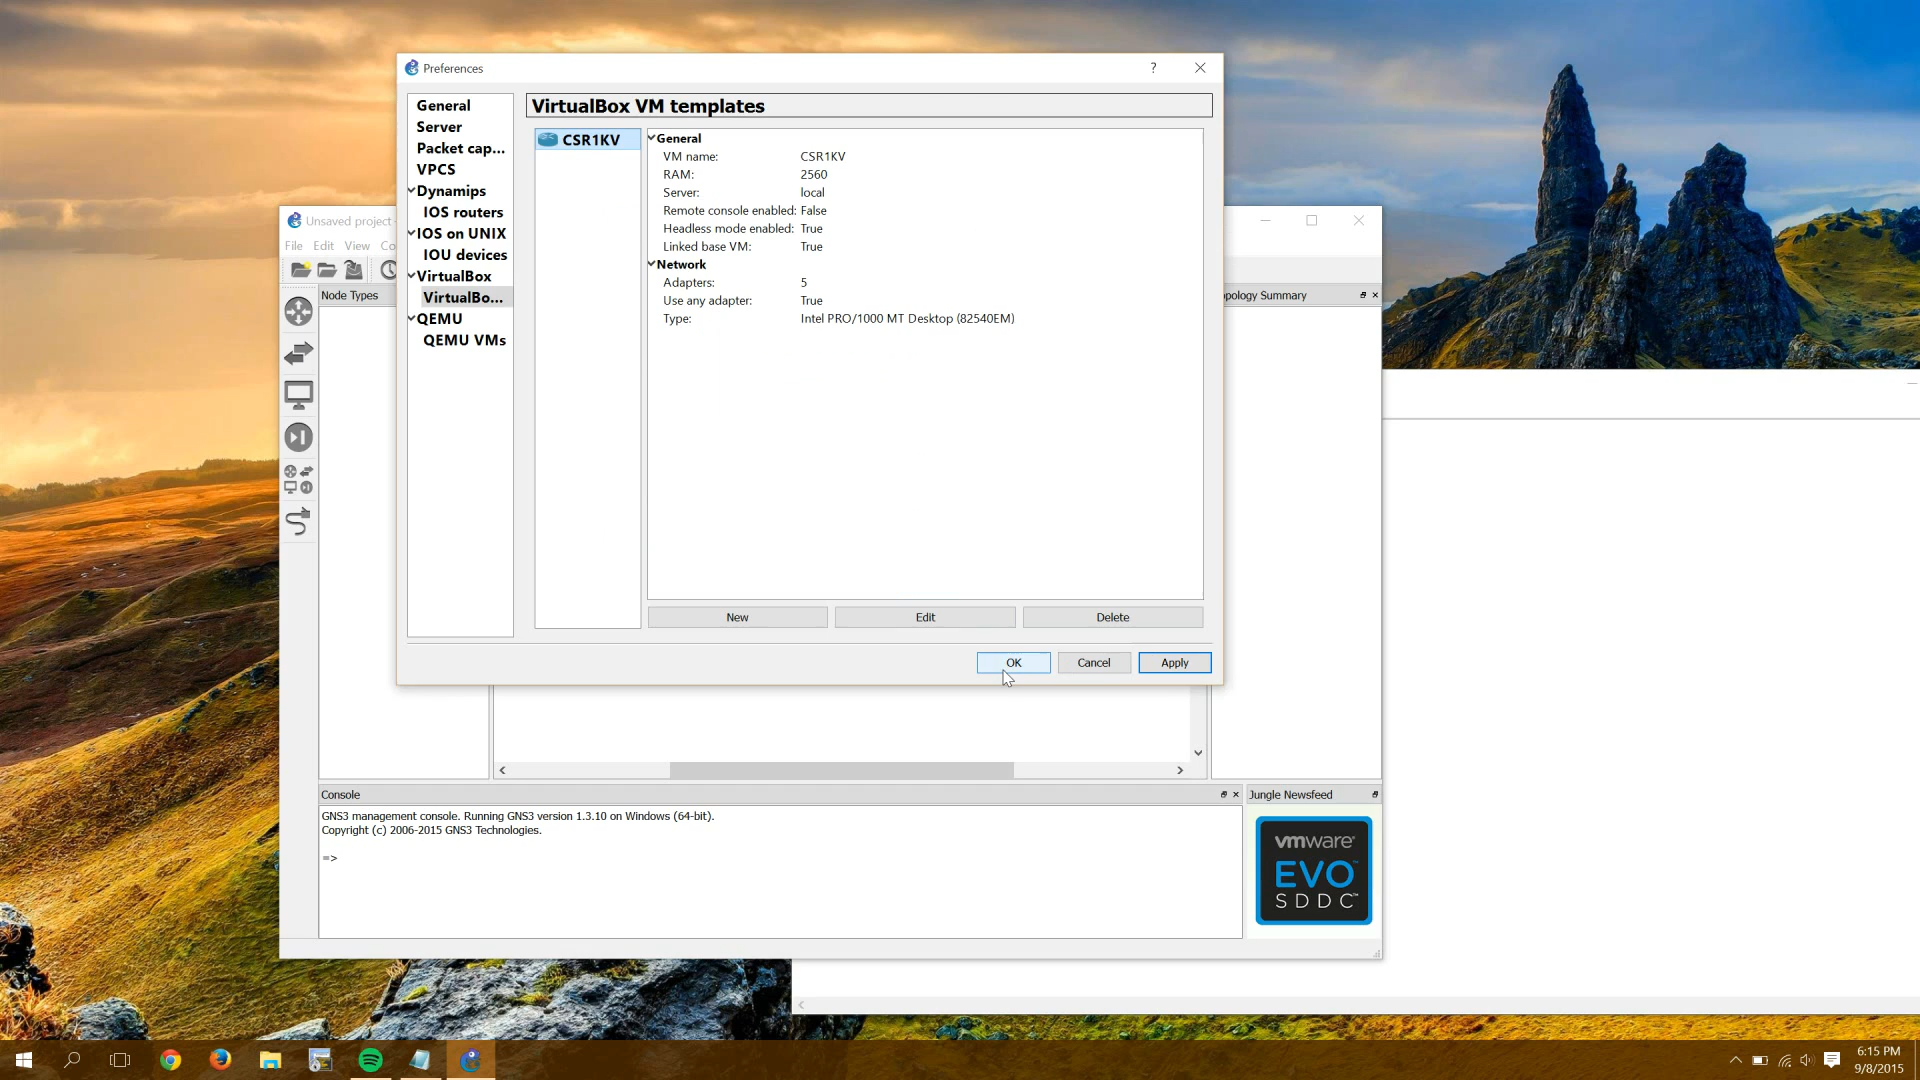 Preferences
?
General
Server
Packet cap...
VPCS
Dynamips
IOS routers
IOS on UNIX
IOU devices
VirtualBox
VirtualBo...
QEMU
QEMU VMs
VirtualBox VM templates
CSR1KV
General
VM name: CSR1KV
RAM: 2560
Server: local
Remote console enabled: False
Headless mode enabled: True
Linked base VM: True
Network
Adapters: 5
Use any adapter: True
Type: Intel PRO/1000 MT Desktop (82540EM)
New Edit Delete
OK Cancel Apply
Unsaved project
File Edit View Co
Node Types
opology Summary
Console
GNS3 management console. Running GNS3 version 1.3.10 on Windows (64-bit).
Copyright (c) 2006-2015 GNS3 Technologies.
=>
Jungle Newsfeed
vmware
EVO
SDDC
6:15 PM
9/8/2015